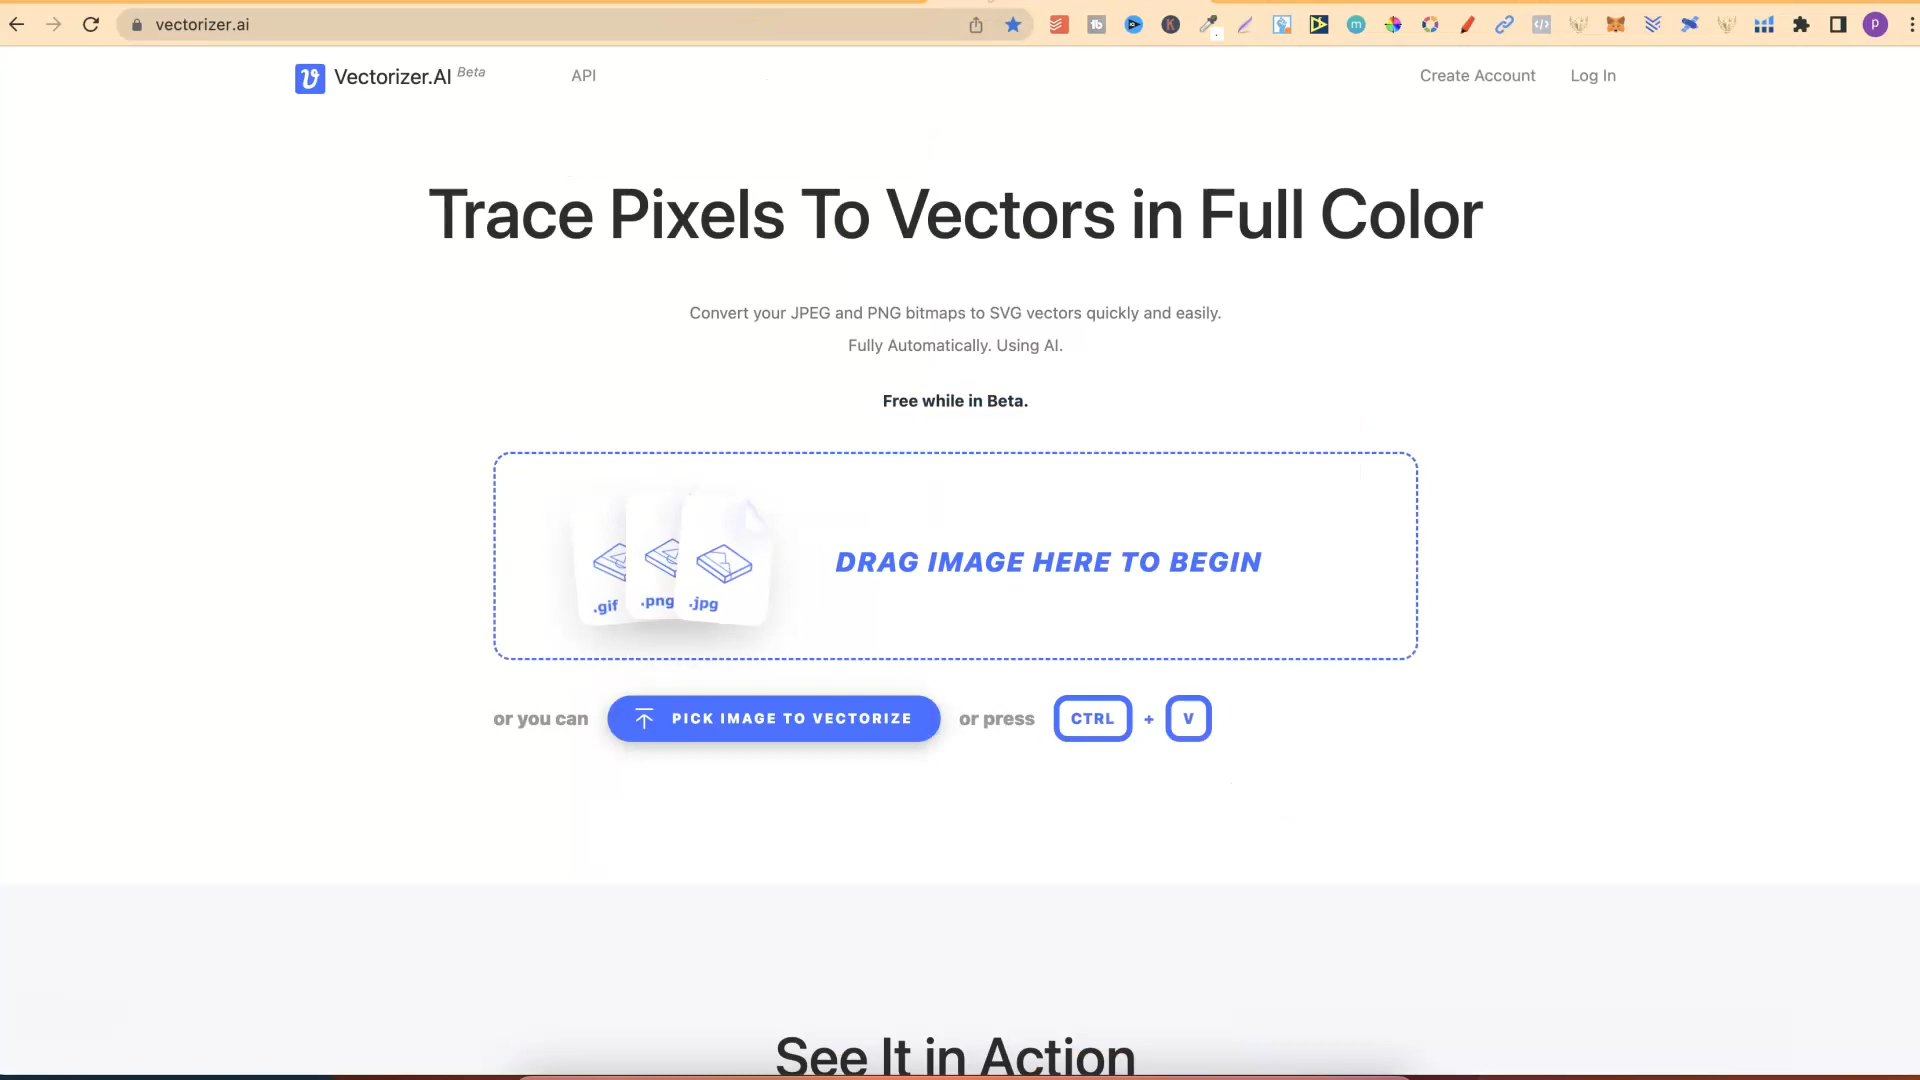 vectorizer.ai
Vectorizer.AI Beta
API
Create Account
Log In
Trace Pixels To Vectors in Full Color
Convert your JPEG and PNG bitmaps to SVG vectors quickly and easily.
Fully Automatically. Using AI.
Free while in Beta.
.gif
.png
.jpg
DRAG IMAGE HERE TO BEGIN
or you can
PICK IMAGE TO VECTORIZE
or press
CTRL + V
See It in Action